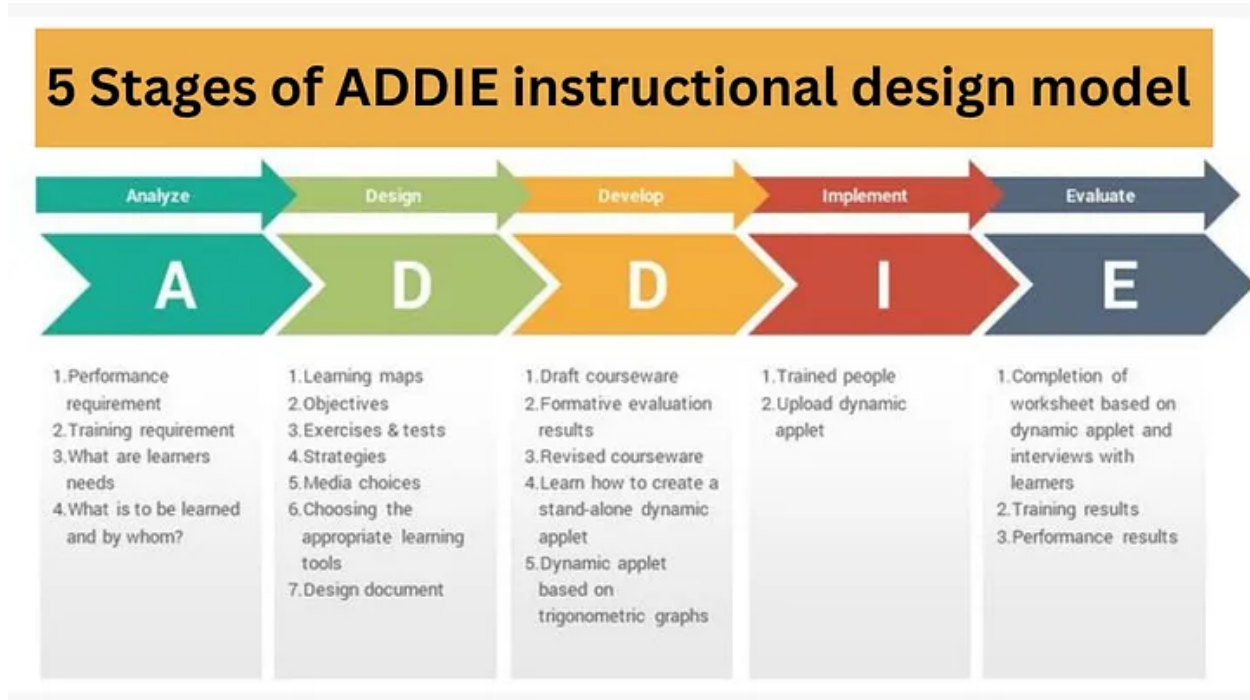 5 Stages of ADDIE instructional design model
Analyze
Design
Develop
Implement
Evaluate
A
D
D
I
E
1.Performance
requirement
2.Training requirement
3.What are learners
needs
4.What is to be learned
and by whom?
1.Learning maps
2.Objectives
3.Exercises & tests
4.Strategies
5.Media choices
6.Choosing the
appropriate learning
tools
7.Design document
1.Draft courseware
2.Formative evaluation
results
3.Revised courseware
4.Learn how to create a
stand-alone dynamic
applet
5.Dynamic applet
based on
trigonometric graphs
1.Trained people
2.Upload dynamic
applet
1.Completion of
worksheet based on
dynamic applet and
interviews with
learners
2.Training results
3.Performance results